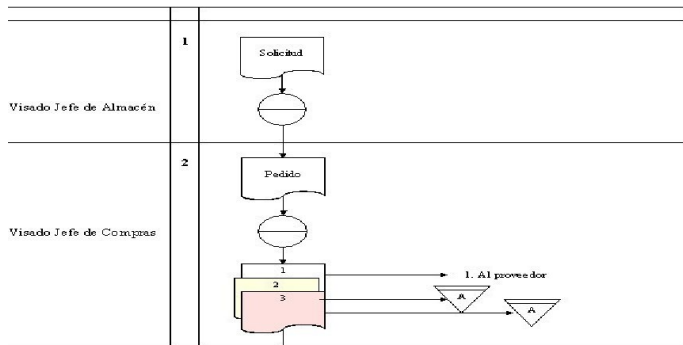 1
Solicitud
Visado Jefe de Almacén
2
Pedido
Visado Jefe de Compras
1
1. Al proveedor
2
3
A
A